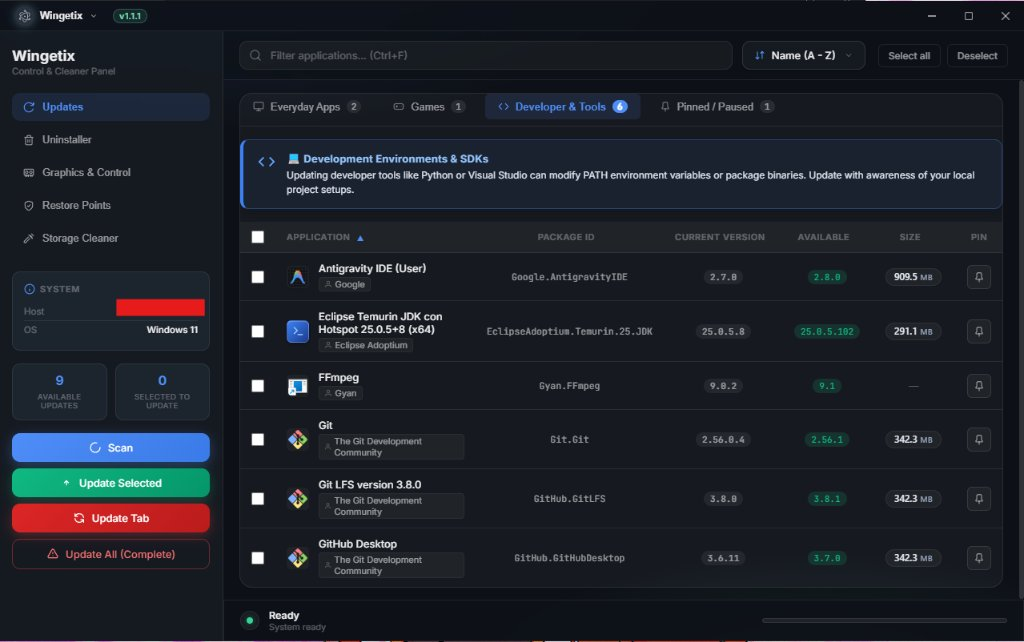 Wingetix v1.1.1
Wingetix
Control & Cleaner Panel
Updates
Uninstaller
Graphics & Control
Restore Points
Storage Cleaner
SYSTEM
Host
OS Windows 11
9
AVAILABLE
UPDATES
0
SELECTED TO
UPDATE
Scan
Update Selected
Update Tab
Update All (Complete)
Filter applications... (Ctrl+F)
Name (A - Z)
Select all
Deselect
Everyday Apps 2
Games 1
Developer & Tools 6
Pinned / Paused 1
Development Environments & SDKs
Updating developer tools like Python or Visual Studio can modify PATH environment variables or package binaries. Update with awareness of your local
project setups.
APPLICATION PACKAGE ID CURRENT VERSION AVAILABLE SIZE PIN
Antigravity IDE (User)
Google
Google.AntigravityIDE 2.7.0 2.8.0 909.5 MB
Eclipse Temurin JDK con
Hotspot 25.0.5+8 (x64)
Eclipse Adoptium
EclipseAdoptium.Temurin.25.JDK 25.0.5.8 25.0.5.102 291.1 MB
FFmpeg
Gyan
Gyan.FFmpeg 9.0.2 9.1 —
Git
The Git Development
Community
Git.Git 2.56.0.4 2.56.1 342.3 MB
Git LFS version 3.8.0
The Git Development
Community
GitHub.GitLFS 3.8.0 3.8.1 342.3 MB
GitHub Desktop
The Git Development
Community
GitHub.GitHubDesktop 3.6.11 3.7.0 342.3 MB
Ready
System ready